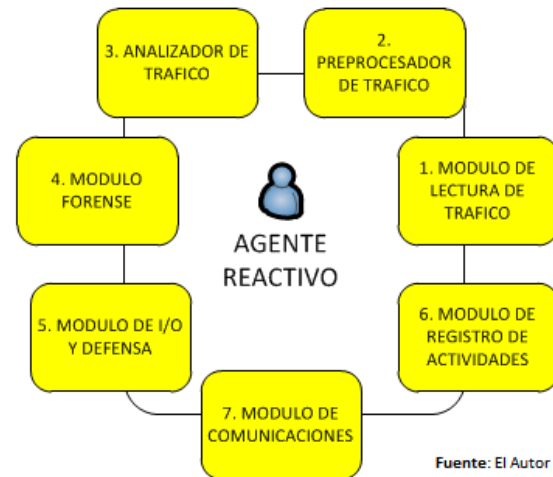 3. ANALIZADOR DE
TRAFICO
2.
PREPROCESADOR
DE TRAFICO
4. MODULO
FORENSE
1. MODULO DE
LECTURA DE
TRAFICO
AGENTE
REACTIVO
5. MODULO DE I/O
Y DEFENSA
6. MODULO DE
REGISTRO DE
ACTIVIDADES
7. MODULO DE
COMUNICACIONES
Fuente: El Autor